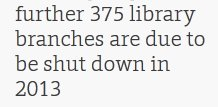 further 375 library
branches are due to
be shut down in
2013